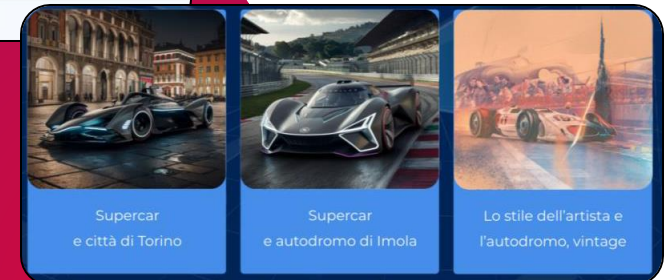 Supercar
e città di Torino
Supercar
e autodromo di Imola
Lo stile dell'artista e
l'autodromo, vintage